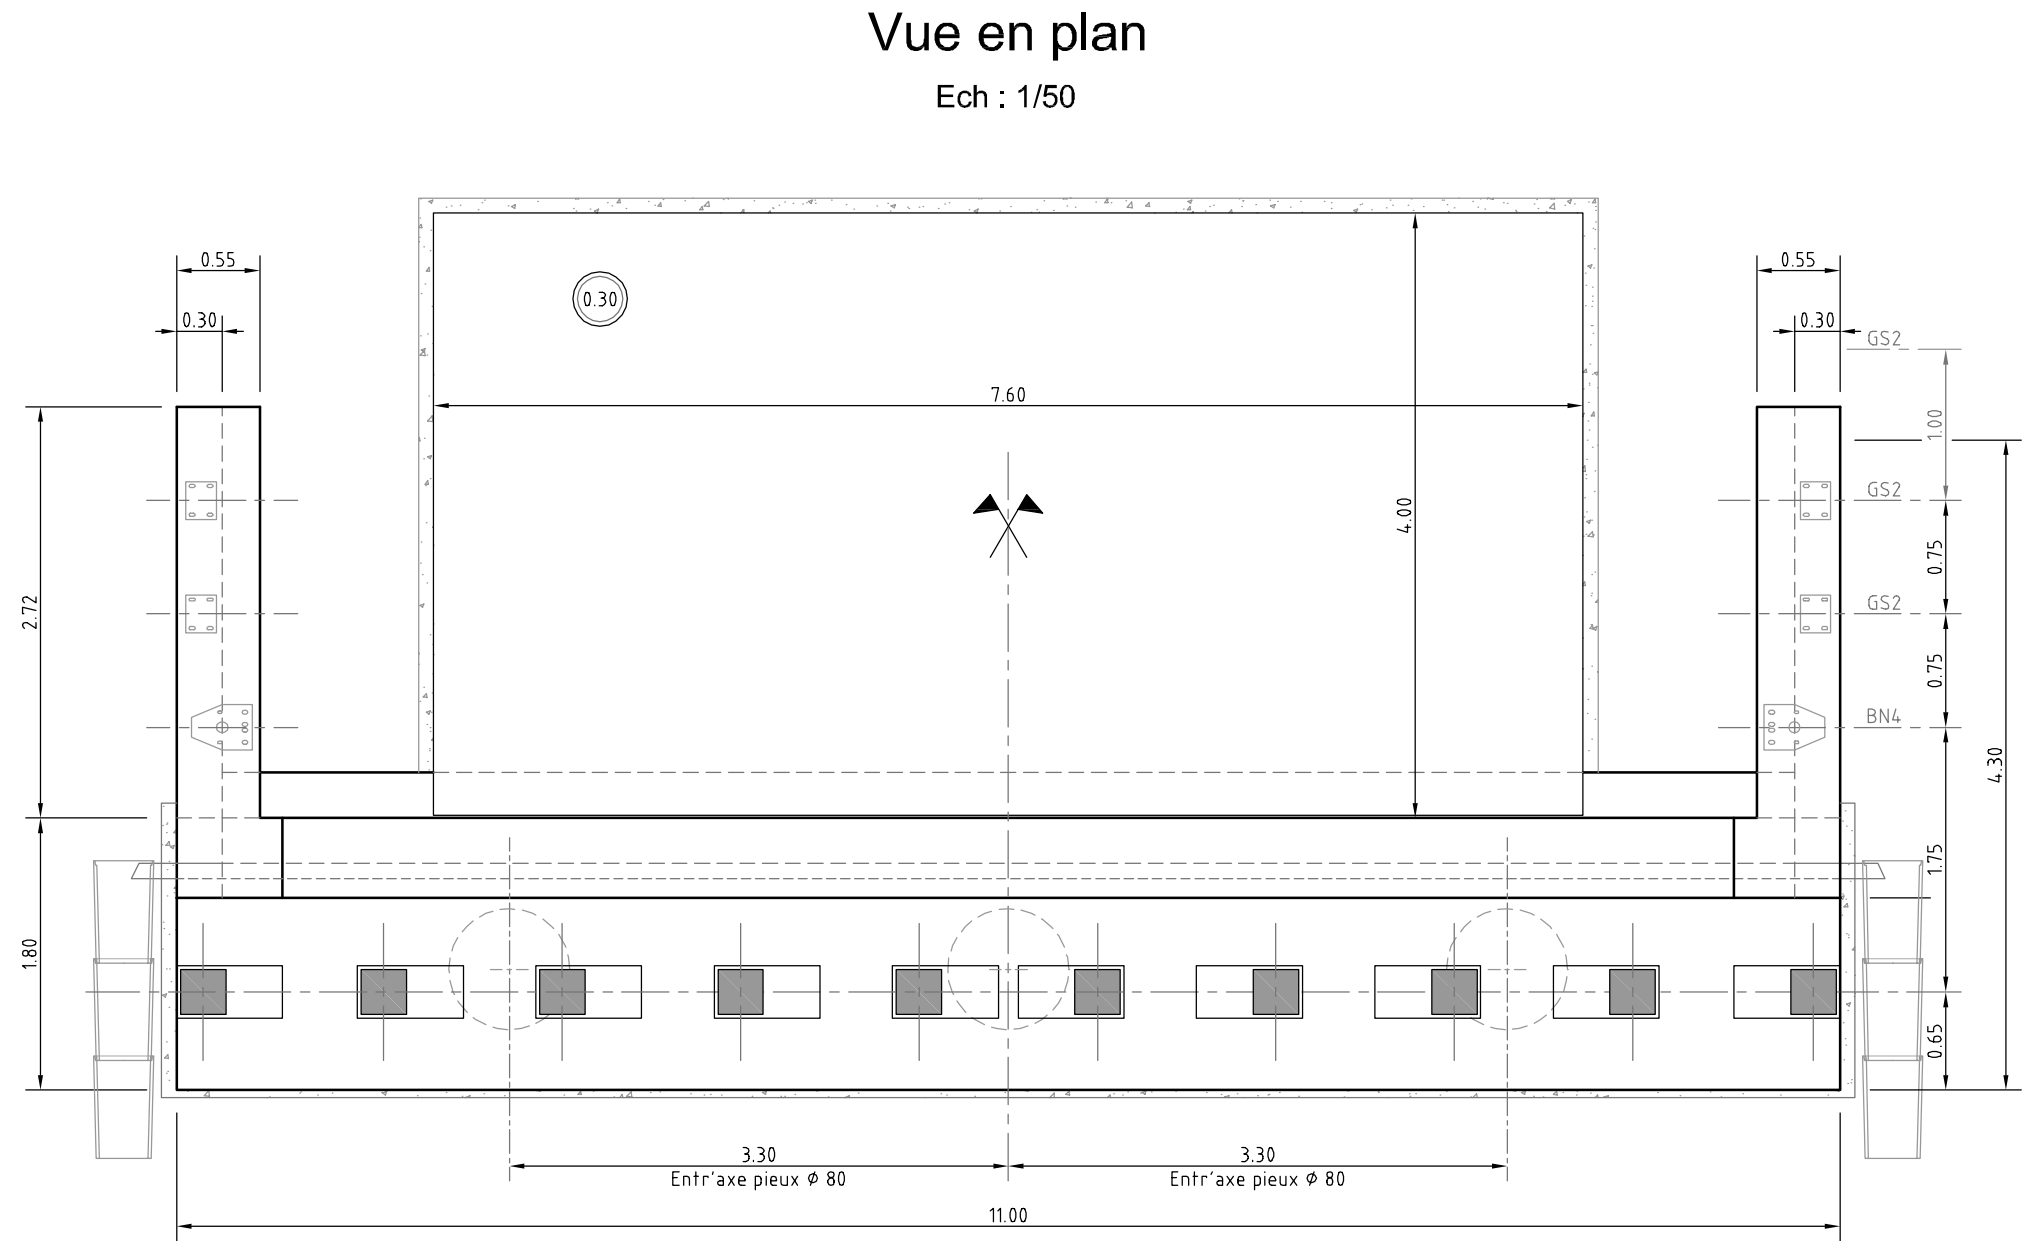 Vue en plan
Ech : 1/50
0.55
0.55
0.30
0.30
0.30
GS2
7.60
1.00
4.00
GS2
0.75
2.72
GS2
0.75
BN4
4.30
1.75
1.80
0.65
3.30
3.30
Entr'axe pieux Φ 80
Entr'axe pieux Φ 80
11.00